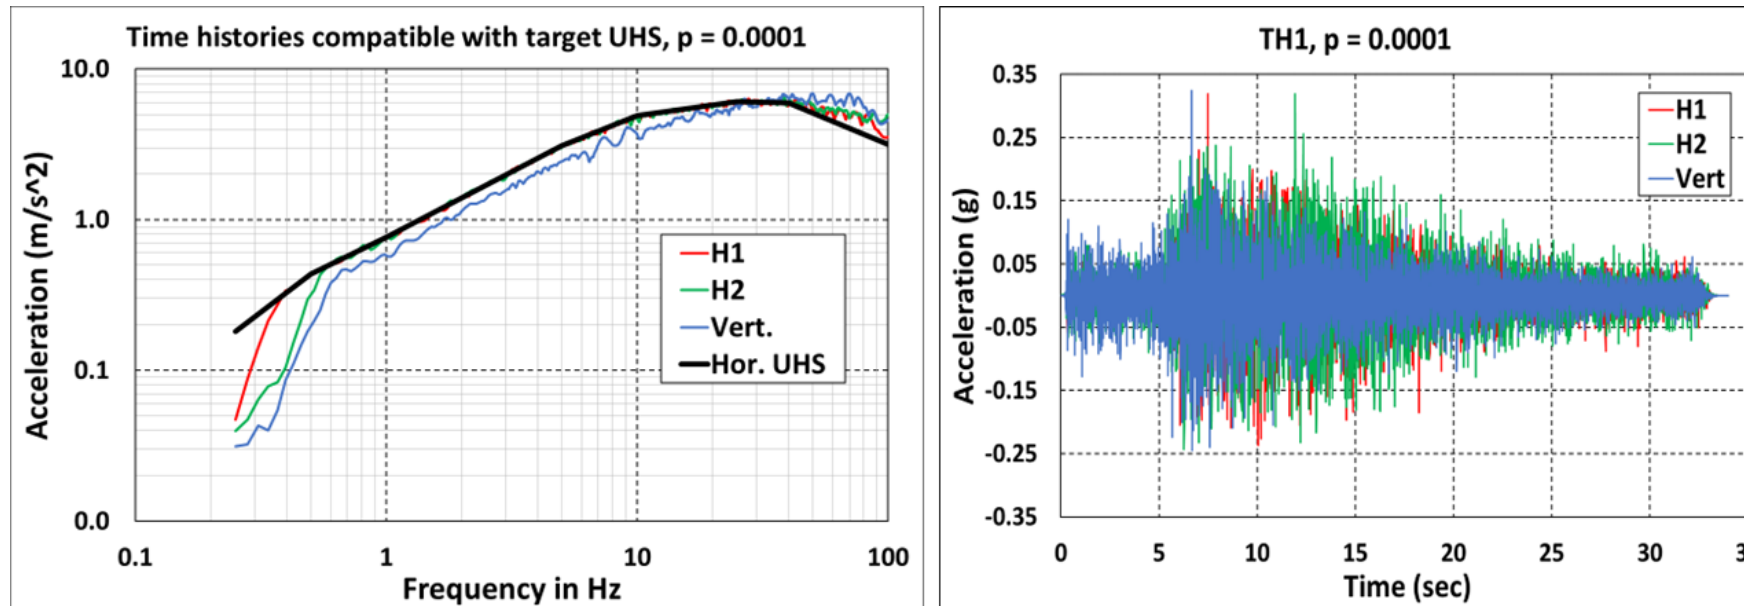 Time histories compatible with target UHS, p = 0.0001
10.0
1.0
0.1
0.0
Acceleration (m/s^2)
H1
H2
Vert.
Hor. UHS
0.1 1 10 100
Frequency in Hz
TH1, p = 0.0001
0.35
0.25
0.15
0.05
-0.05
-0.15
-0.25
-0.35
Acceleration (g)
H1
H2
Vert
0 5 10 15 20 25 30
Time (sec)